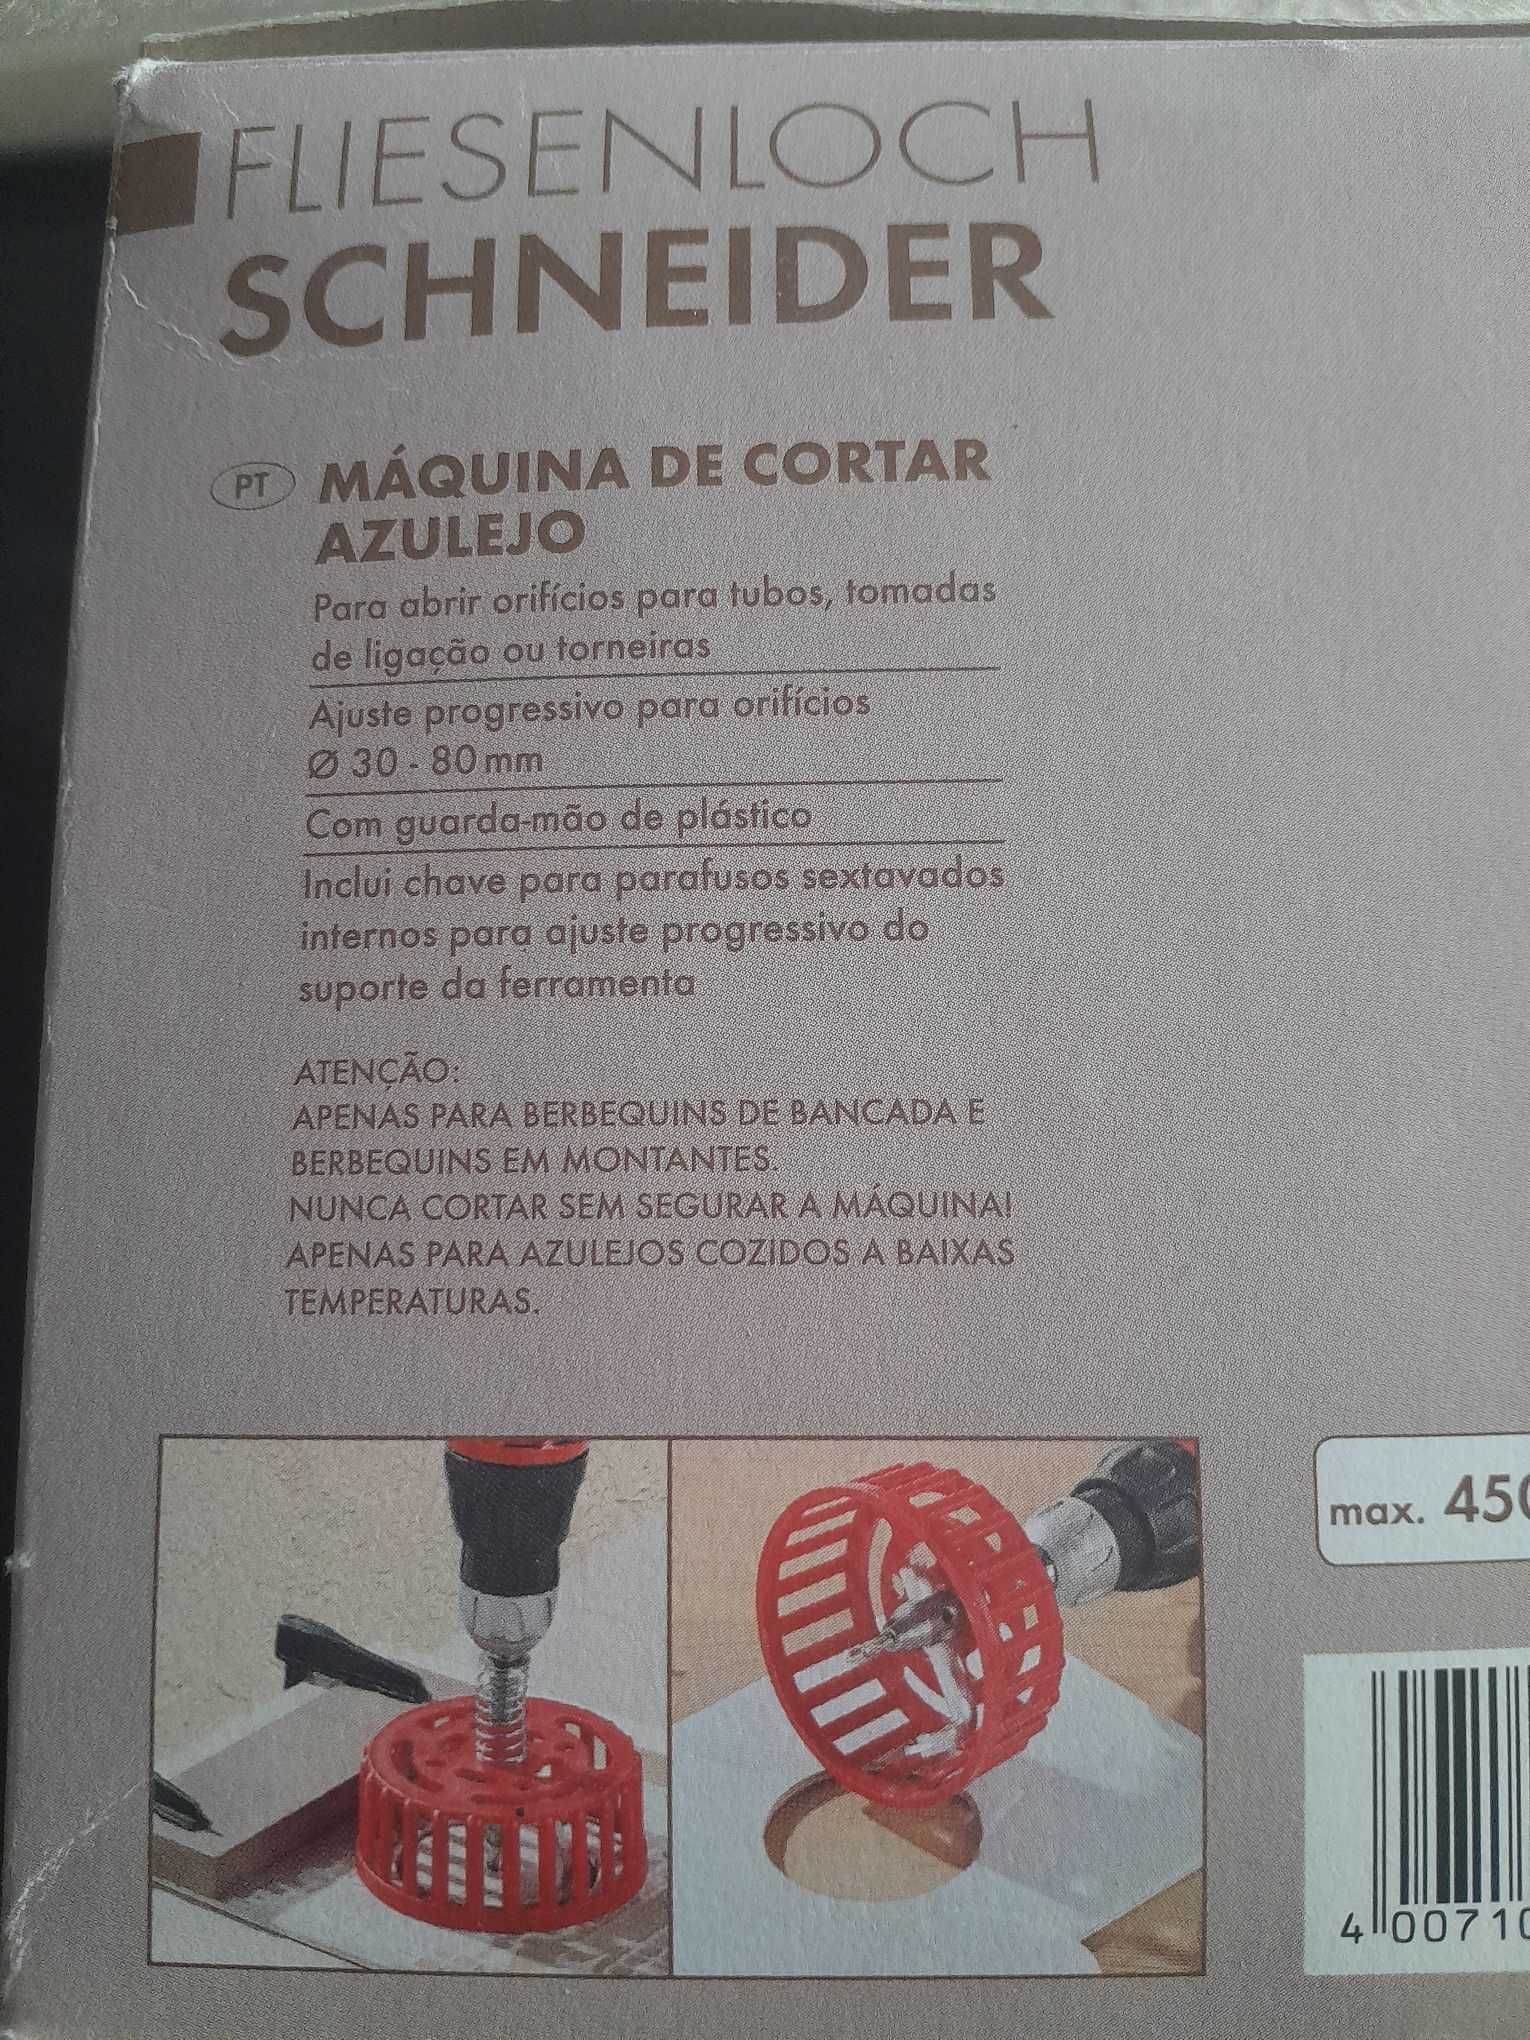 FLIESENLOCH
SCHNEIDER
PT MÁQUINA DE CORTAR
AZULEJO
Para abrir orifícios para tubos, tomadas
de ligação ou torneiras
Ajuste progressivo para orifícios
Ø 30 - 80 mm
Com guarda-mão de plástico
Inclui chave para parafusos sextavados
internos para ajuste progressivo do
suporte da ferramenta
ATENÇÃO:
APENAS PARA BERBEQUINS DE BANCADA E
BERBEQUINS EM MONTANTES.
NUNCA CORTAR SEM SEGURAR A MÁQUINA!
APENAS PARA AZULEJOS COZIDOS A BAIXAS
TEMPERATURAS.
max. 450
4 00710